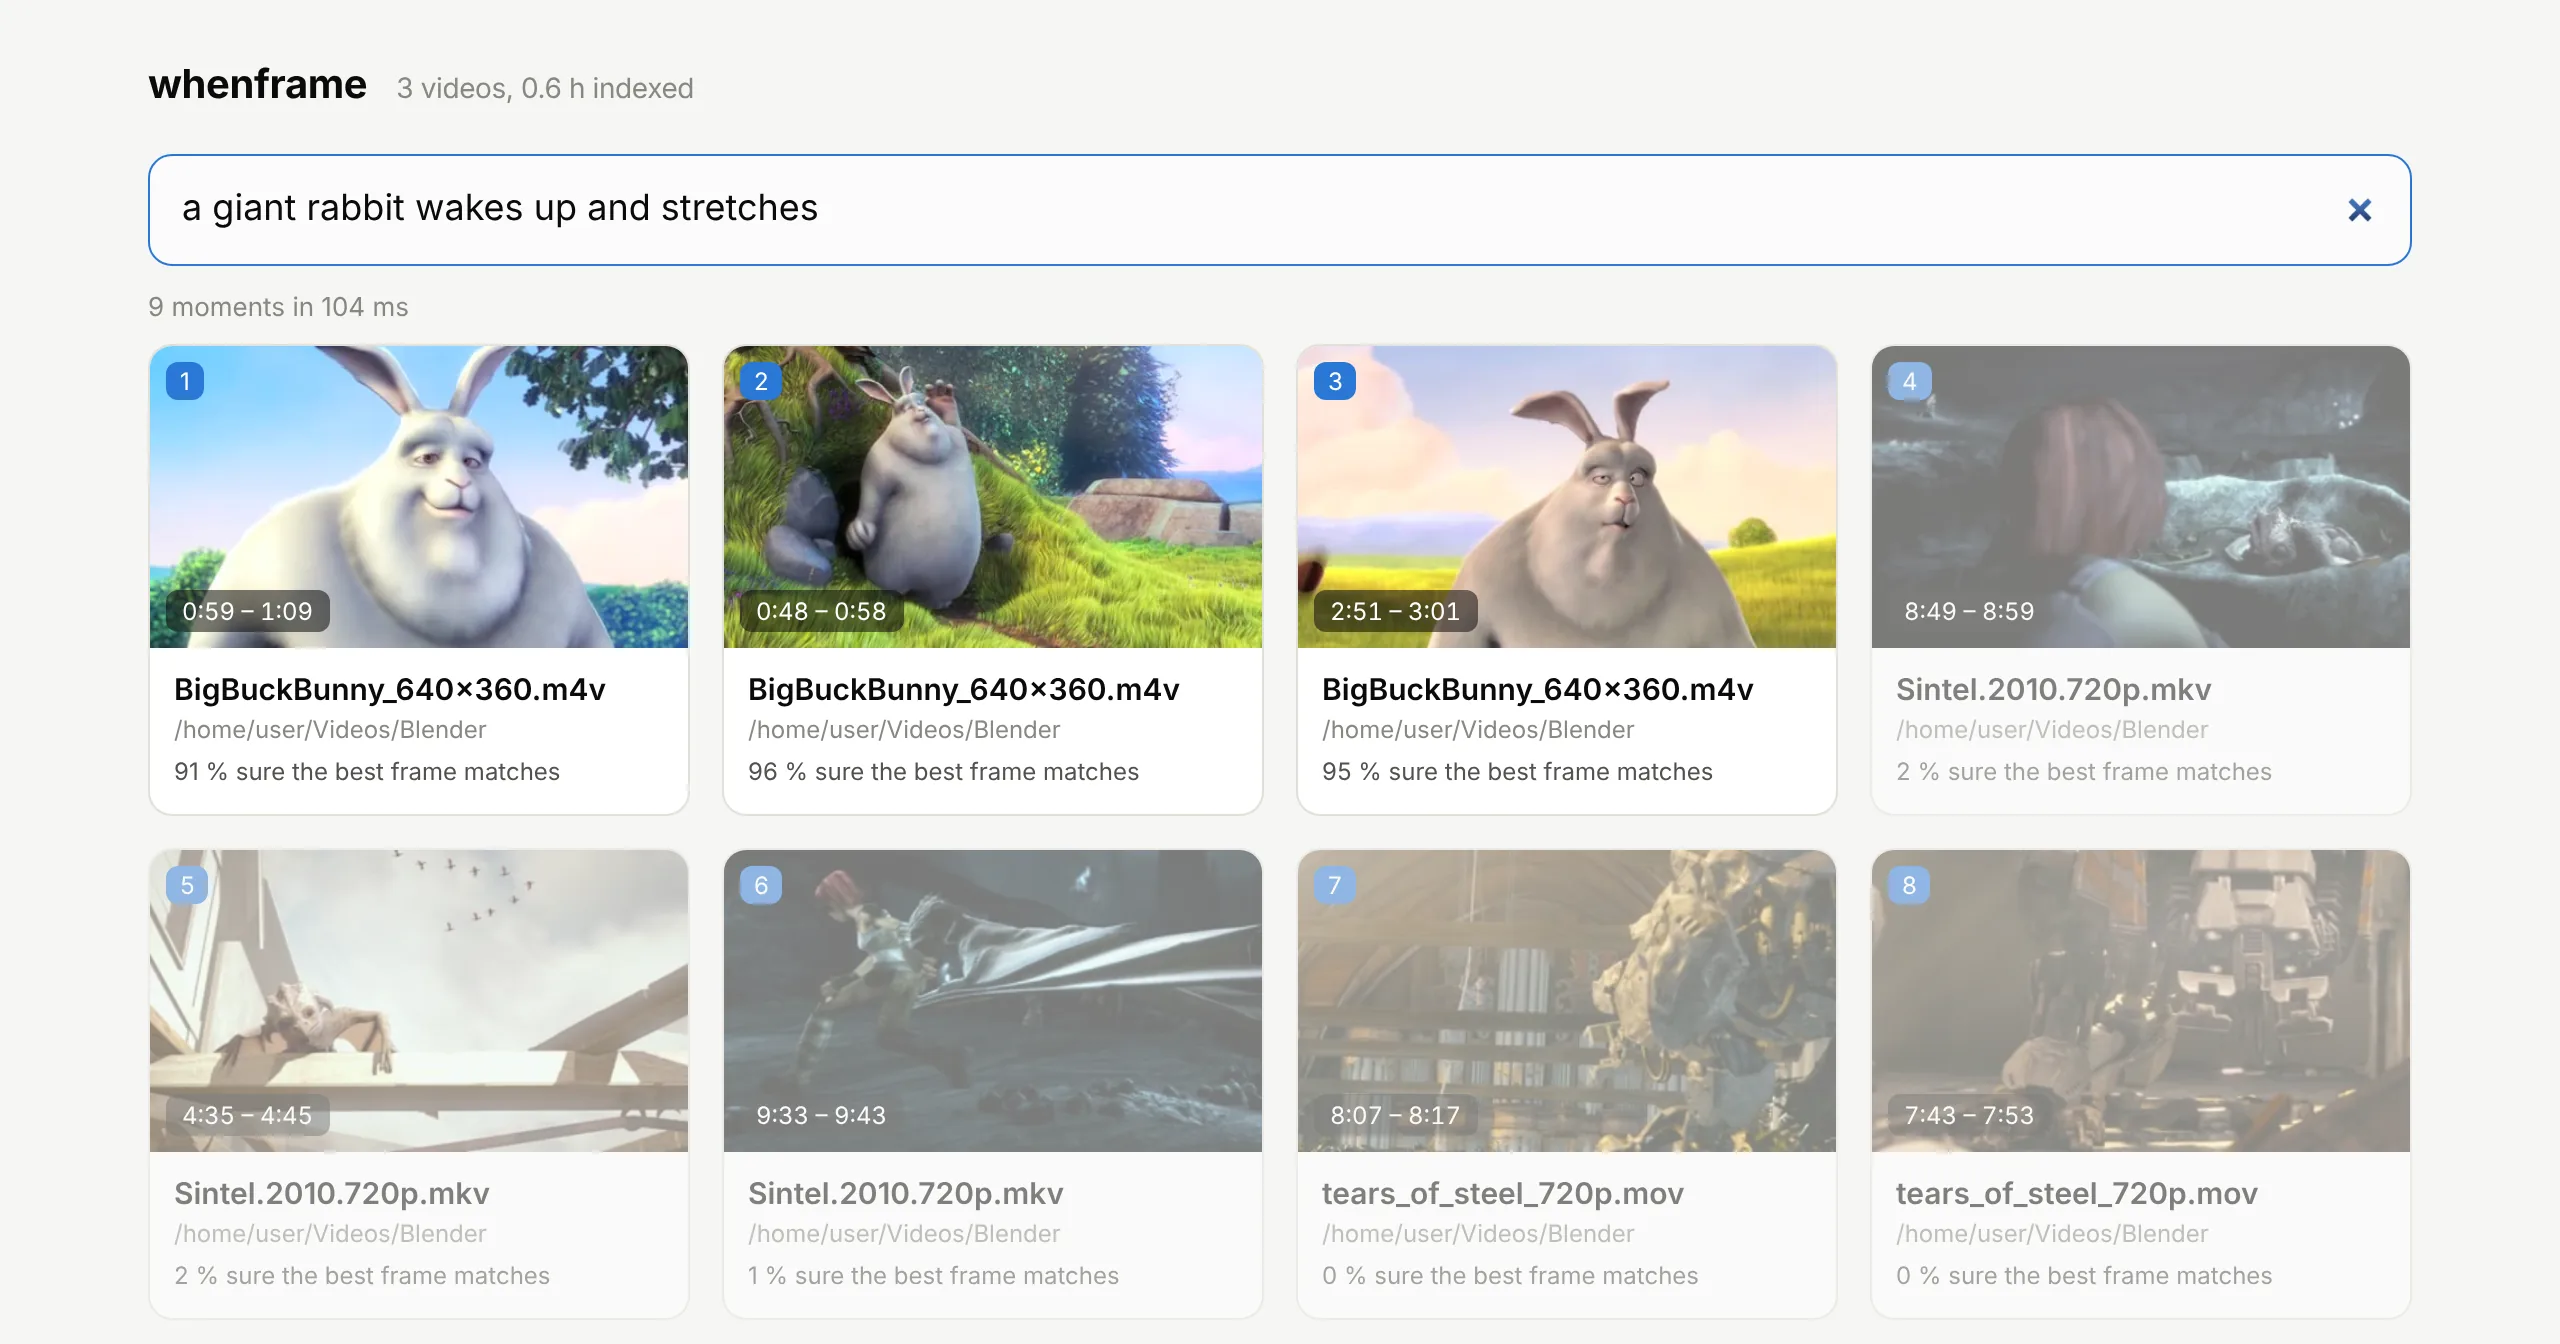 whenframe 3 videos, 0.6 h indexed
a giant rabbit wakes up and stretches
9 moments in 104 ms
1
0:59 – 1:09
BigBuckBunny_640x360.m4v
/home/user/Videos/Blender
91 % sure the best frame matches
2
0:48 – 0:58
BigBuckBunny_640x360.m4v
/home/user/Videos/Blender
96 % sure the best frame matches
3
2:51 – 3:01
BigBuckBunny_640x360.m4v
/home/user/Videos/Blender
95 % sure the best frame matches
4
8:49 – 8:59
Sintel.2010.720p.mkv
/home/user/Videos/Blender
2 % sure the best frame matches
5
4:35 – 4:45
Sintel.2010.720p.mkv
/home/user/Videos/Blender
2 % sure the best frame matches
6
9:33 – 9:43
Sintel.2010.720p.mkv
/home/user/Videos/Blender
1 % sure the best frame matches
7
8:07 – 8:17
tears_of_steel_720p.mov
/home/user/Videos/Blender
0 % sure the best frame matches
8
7:43 – 7:53
tears_of_steel_720p.mov
/home/user/Videos/Blender
0 % sure the best frame matches